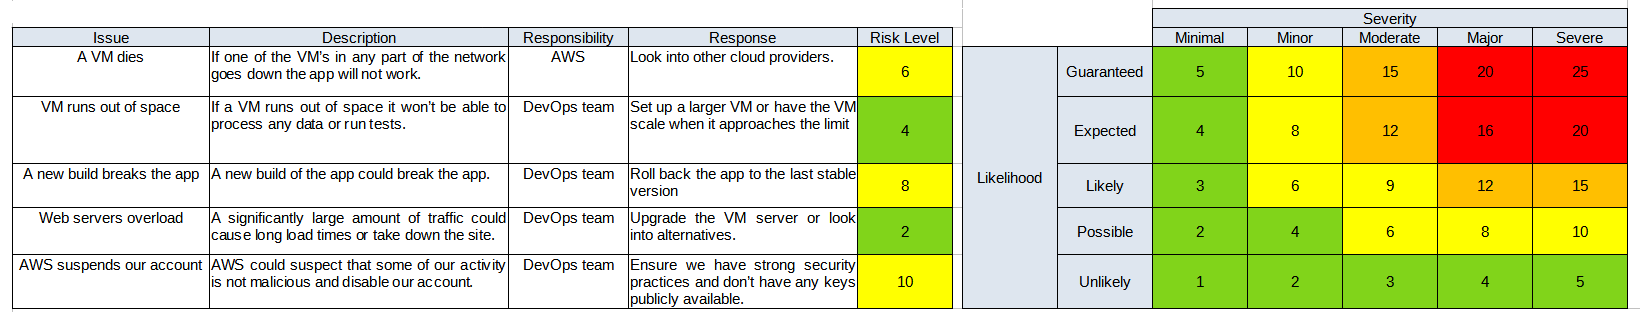 Issue Description Responsibility Response Risk Level
A VM dies If one of the VM's in any part of the network AWS Look into other cloud providers. 6
goes down the app will not work.
VM runs out of space If a VM runs out of space it won't be able to DevOps team Set up a larger VM or have the VM 4
process any data or run tests. scale when it approaches the limit
A new build breaks the app A new build of the app could break the app. DevOps team Roll back the app to the last stable 8
version
Web servers overload A significantly large amount of traffic could DevOps team Upgrade the VM server or look 2
cause long load times or take down the site. into alternatives.
AWS suspends our account AWS could suspect that some of our activity DevOps team Ensure we have strong security 10
is not malicious and disable our account. practices and don't have any keys
publicly available.
Severity
Minimal Minor Moderate Major Severe
Likelihood
Guaranteed 5 10 15 20 25
Expected 4 8 12 16 20
Likely 3 6 9 12 15
Possible 2 4 6 8 10
Unlikely 1 2 3 4 5